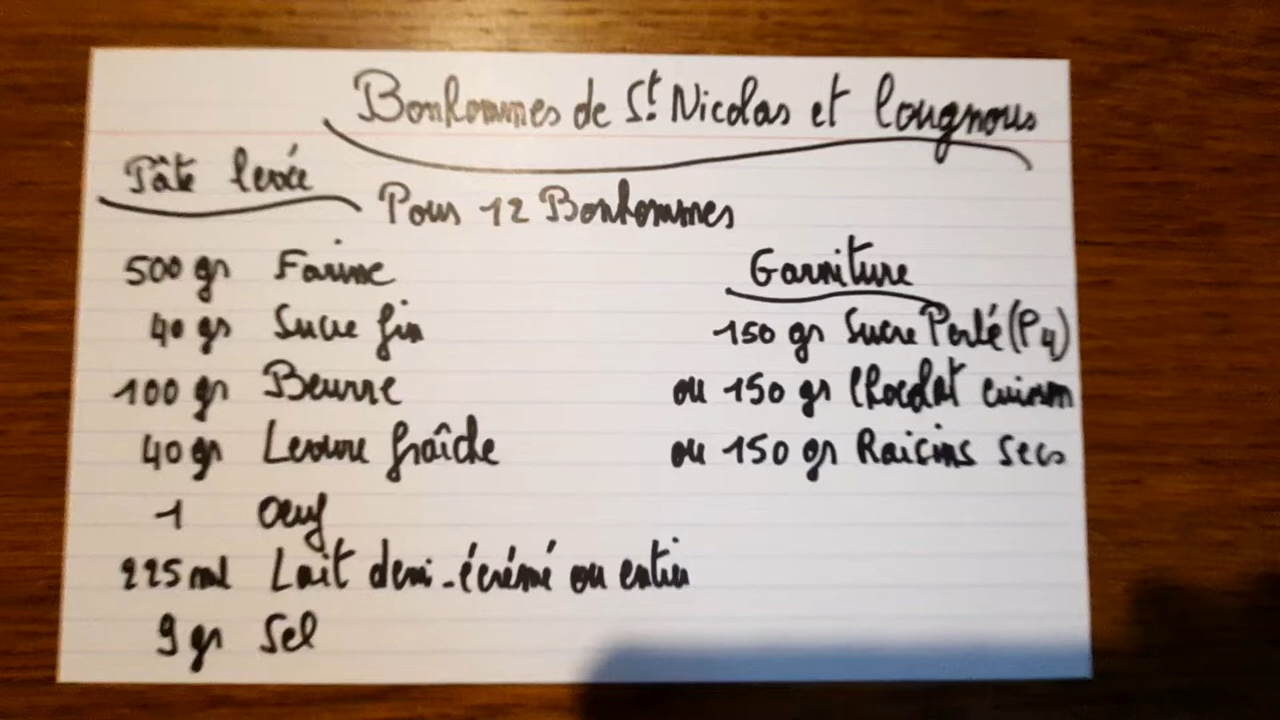 Bonhommes de St Nicolas et Cougnous
Pâte levée
Pour 12 Bonhommes
500 gr Farine
40 gr Sucre fin
100 gr Beurre
40 gr Levure fraîche
1 Oeuf
225 ml Lait demi-écrémé ou entier
9 gr Sel
Garniture
150 gr Sucre Perlé (P4)
ou 150 gr Chocolat cuisson
ou 150 gr Raisins secs